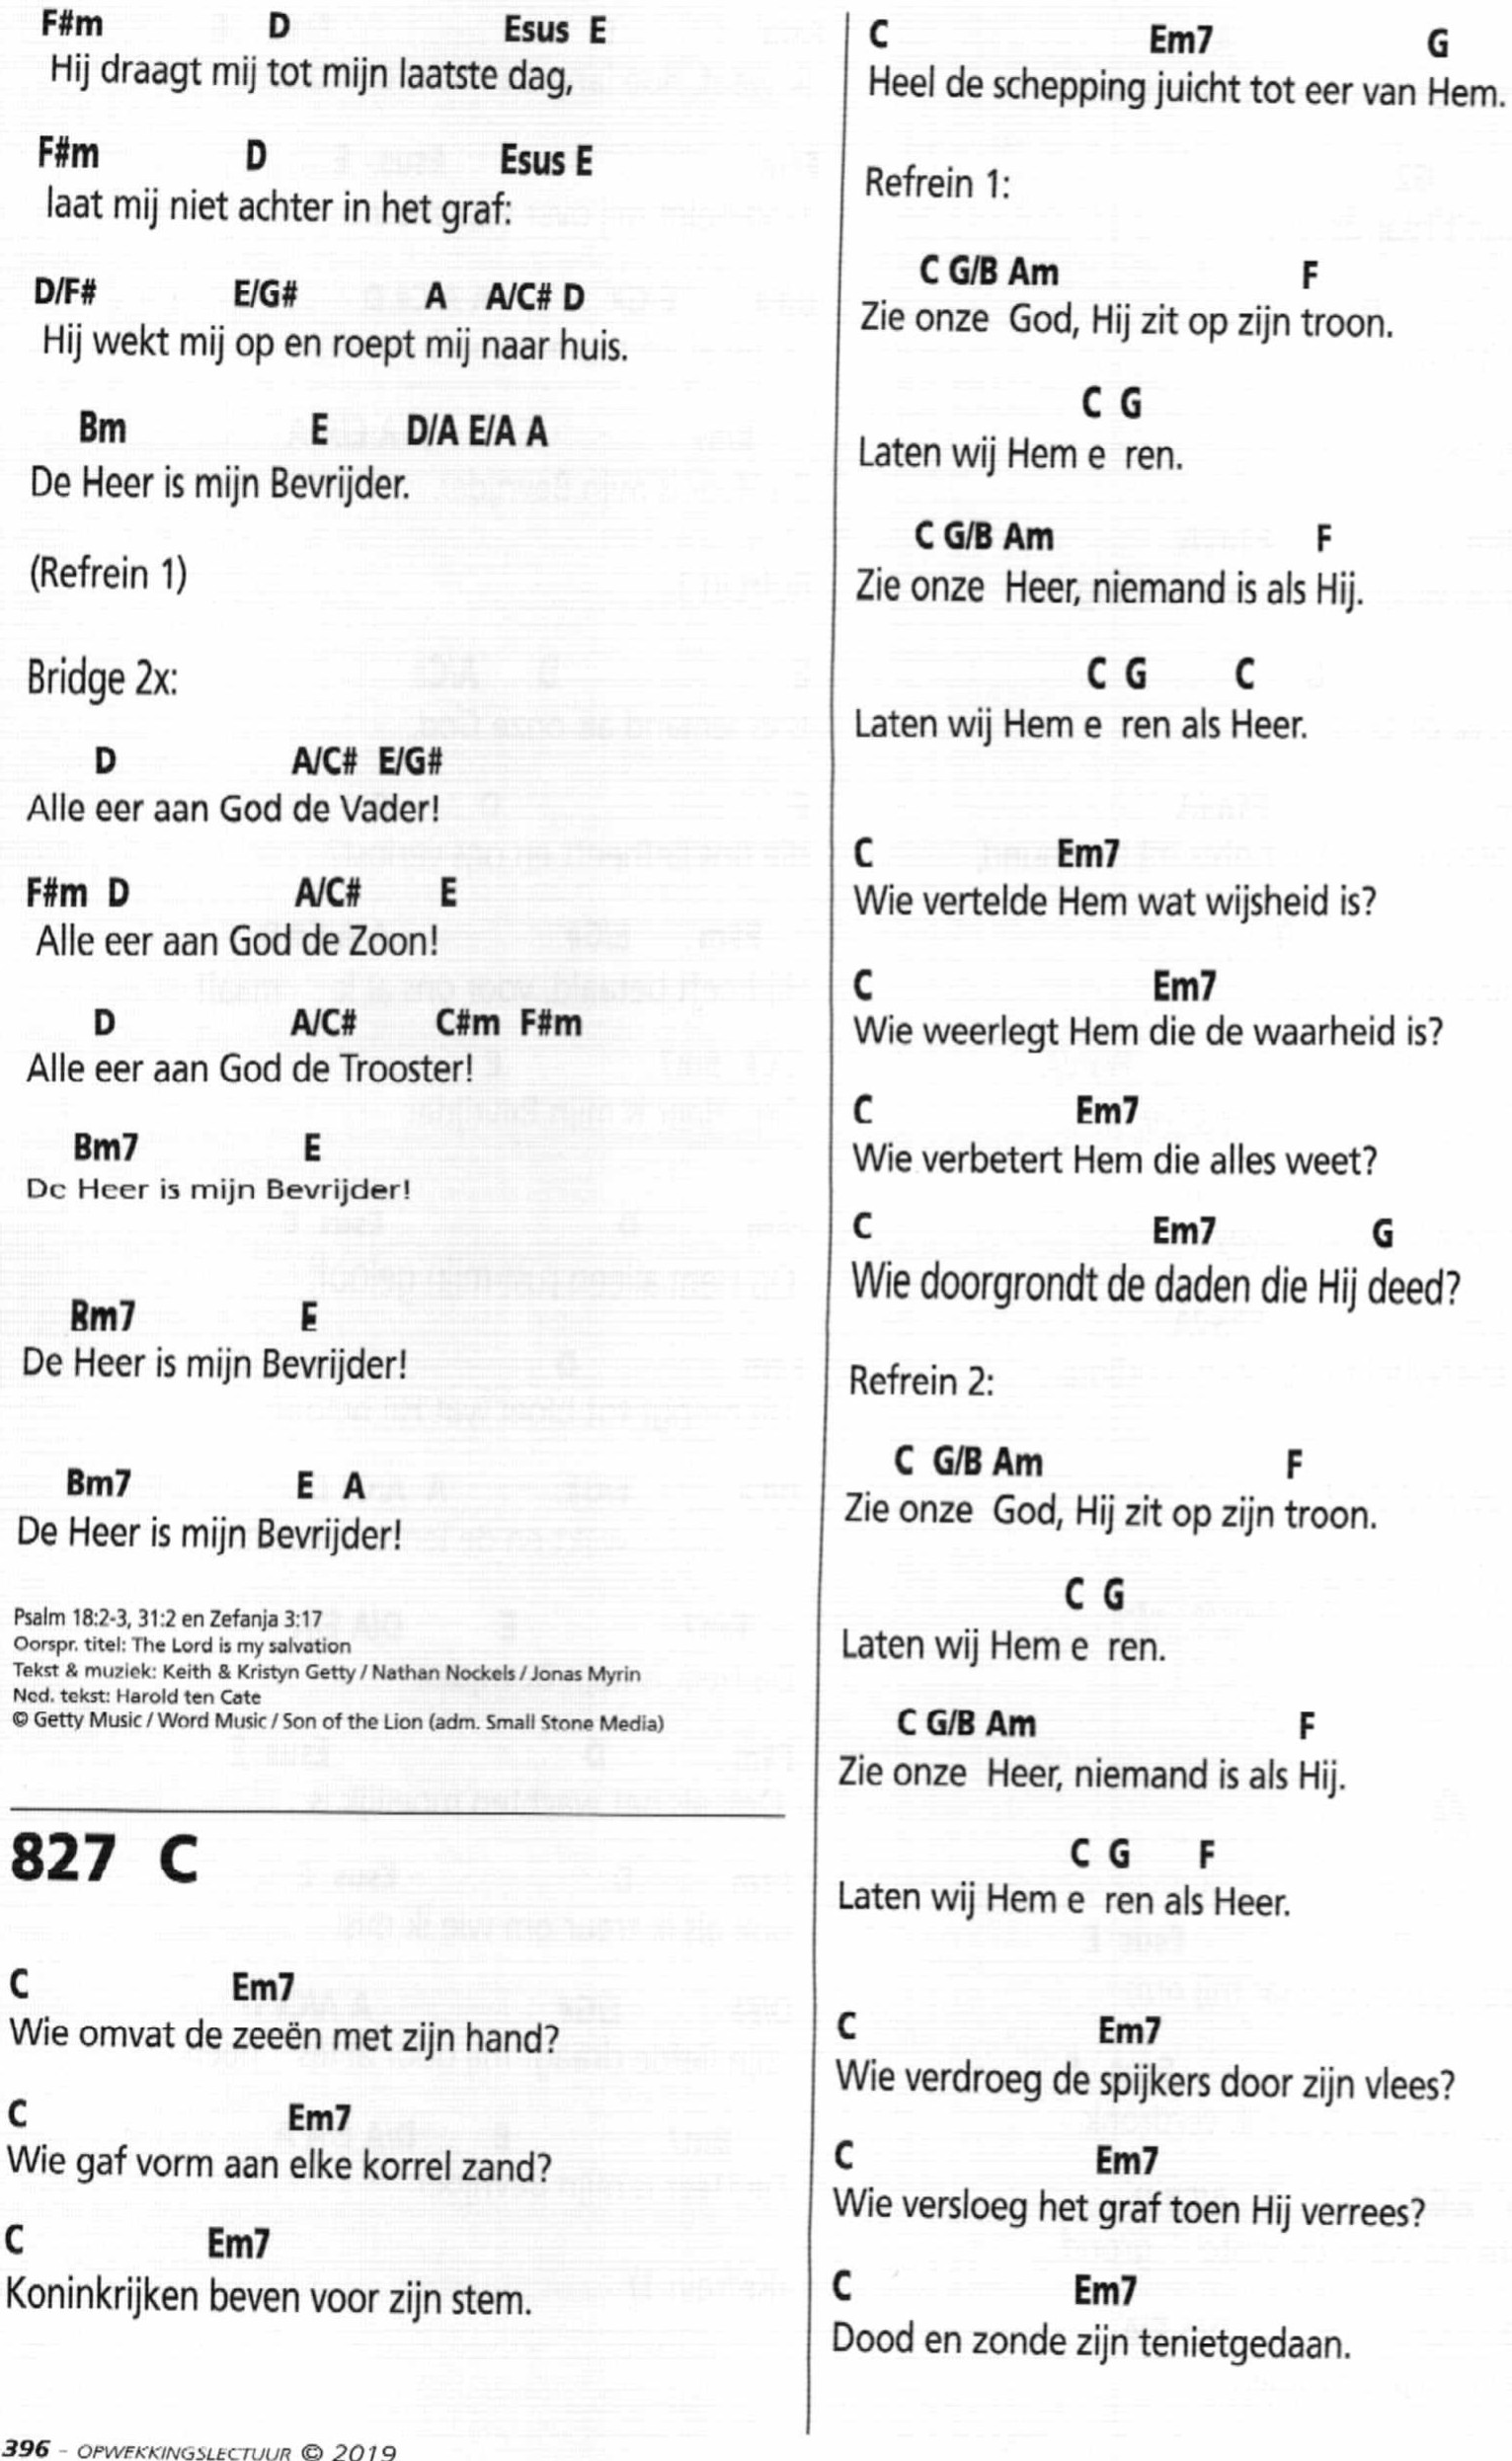 F#m D Esus E
Hij draagt mij tot mijn laatste dag,
F#m D Esus E
laat mij niet achter in het graf:
D/F# E/G# A A/C# D
Hij wekt mij op en roept mij naar huis.
Bm E D/A E/A A
De Heer is mijn Bevrijder.
(Refrein 1)
Bridge 2x:
D A/C# E/G#
Alle eer aan God de Vader!
F#m D A/C# E
Alle eer aan God de Zoon!
D A/C# C#m F#m
Alle eer aan God de Trooster!
Bm7 E
De Heer is mijn Bevrijder!
Bm7 E
De Heer is mijn Bevrijder!
Bm7 E A
De Heer is mijn Bevrijder!
Psalm 18:2-3, 31:2 en Zefanja 3:17
Oorspr. titel: The Lord is my salvation
Tekst & muziek: Keith & Kristyn Getty / Nathan Nockels / Jonas Myrin
Ned. tekst: Harold ten Cate
© Getty Music / Word Music / Son of the Lion (adm. Small Stone Media)
827 C
C Em7
Wie omvat de zeeën met zijn hand?
C Em7
Wie gaf vorm aan elke korrel zand?
C Em7
Koninkrijken beven voor zijn stem.
C Em7 G
Heel de schepping juicht tot eer van Hem.
Refrein 1:
C G/B Am F
Zie onze God, Hij zit op zijn troon.
C G
Laten wij Hem e ren.
C G/B Am F
Zie onze Heer, niemand is als Hij.
C G C
Laten wij Hem e ren als Heer.
C Em7
Wie vertelde Hem wat wijsheid is?
C Em7
Wie weerlegt Hem die de waarheid is?
C Em7
Wie verbetert Hem die alles weet?
C Em7 G
Wie doorgrondt de daden die Hij deed?
Refrein 2:
C G/B Am F
Zie onze God, Hij zit op zijn troon.
C G
Laten wij Hem e ren.
C G/B Am F
Zie onze Heer, niemand is als Hij.
C G F
Laten wij Hem e ren als Heer.
C Em7
Wie verdroeg de spijkers door zijn vlees?
C Em7
Wie versloeg het graf toen Hij verrees?
C Em7
Dood en zonde zijn tenietgedaan.
396 - OPWEKKINGSLECTUUR © 2019